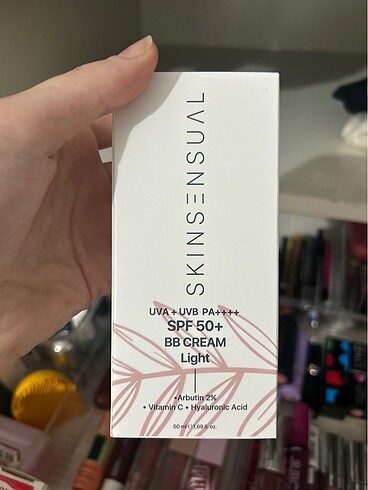 SKINSENSUAL
UVA + UVB PA++++
SPF 50+
BB CREAM
Light
•Arbutin 2%
• Vitamin C • Hyaluronic Acid
50 ml / 1,69 fl. oz.